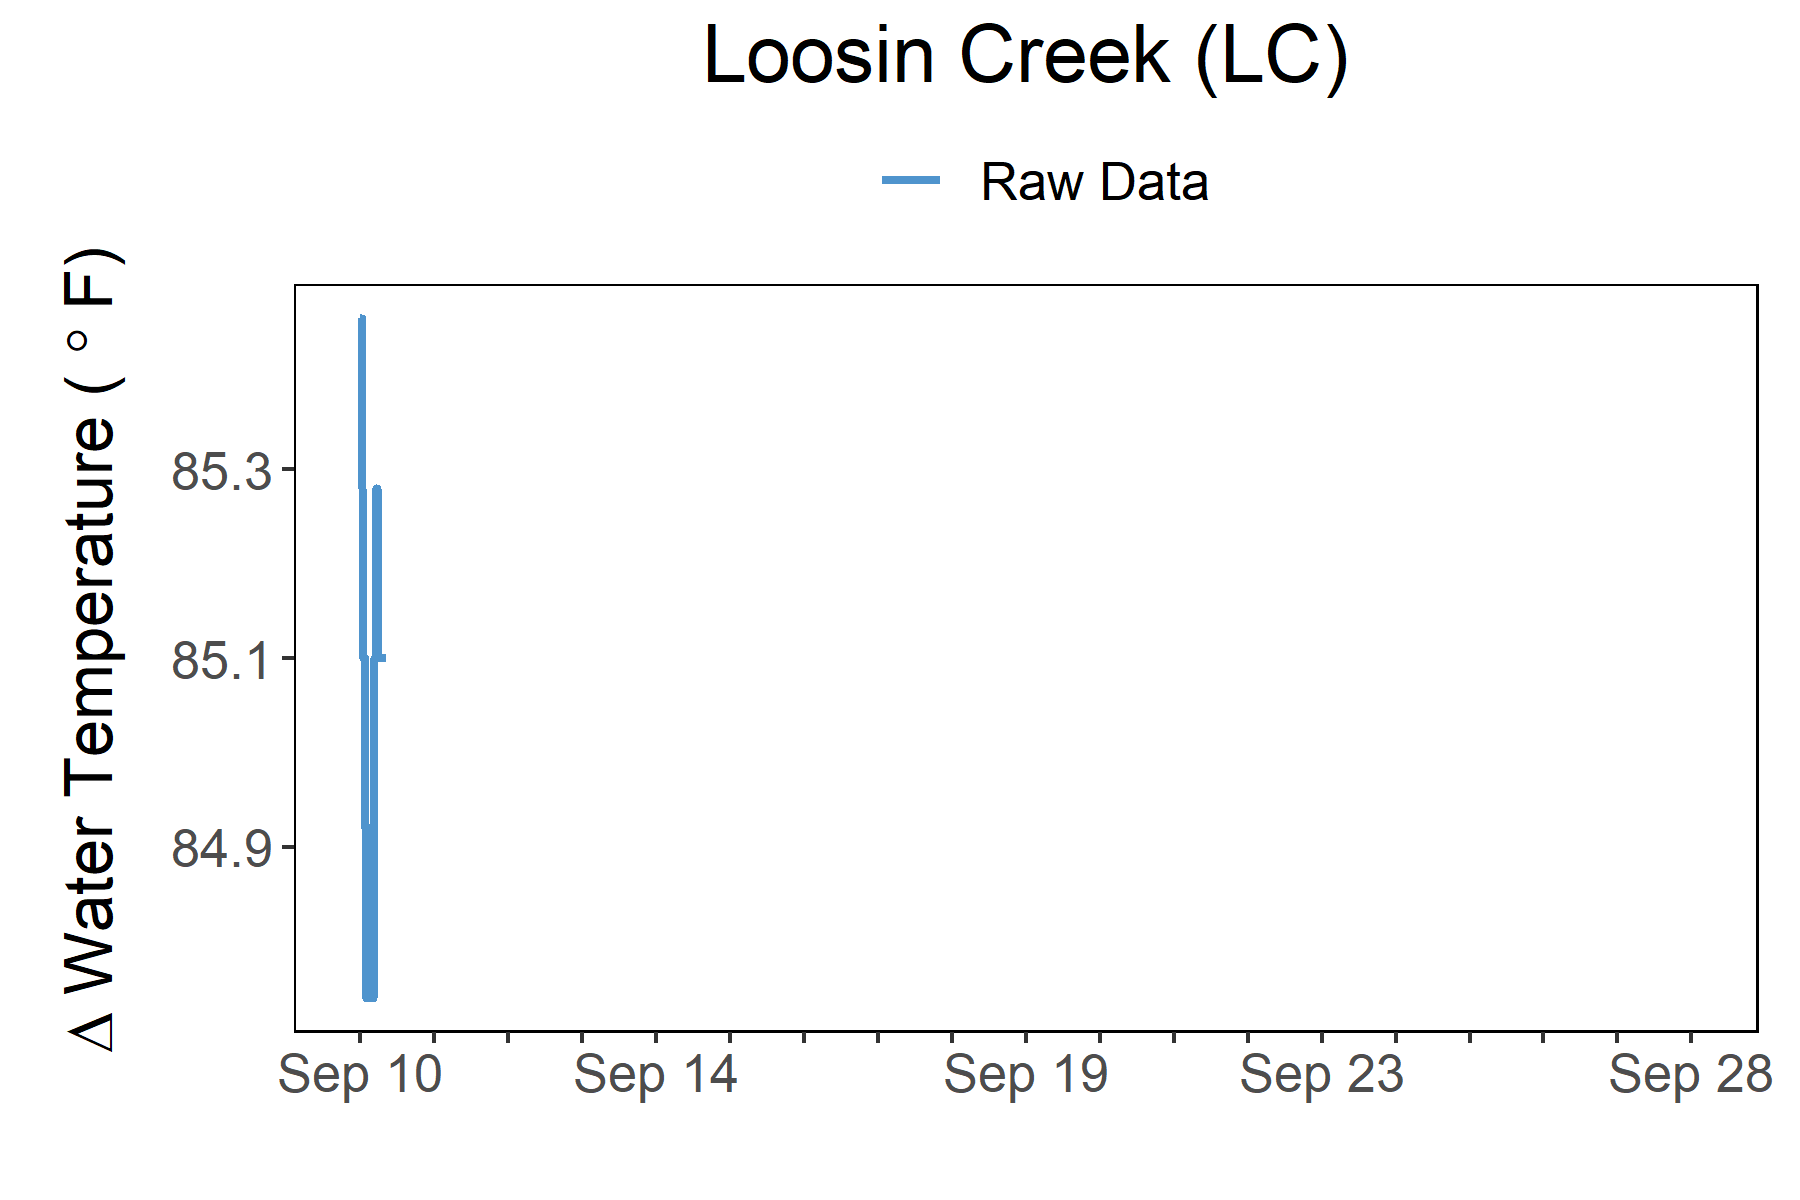 Loosin Creek (LC)
Raw Data
Δ Water Temperature ( ° F)
85.3
85.1
84.9
Sep 10 Sep 14 Sep 19 Sep 23 Sep 28